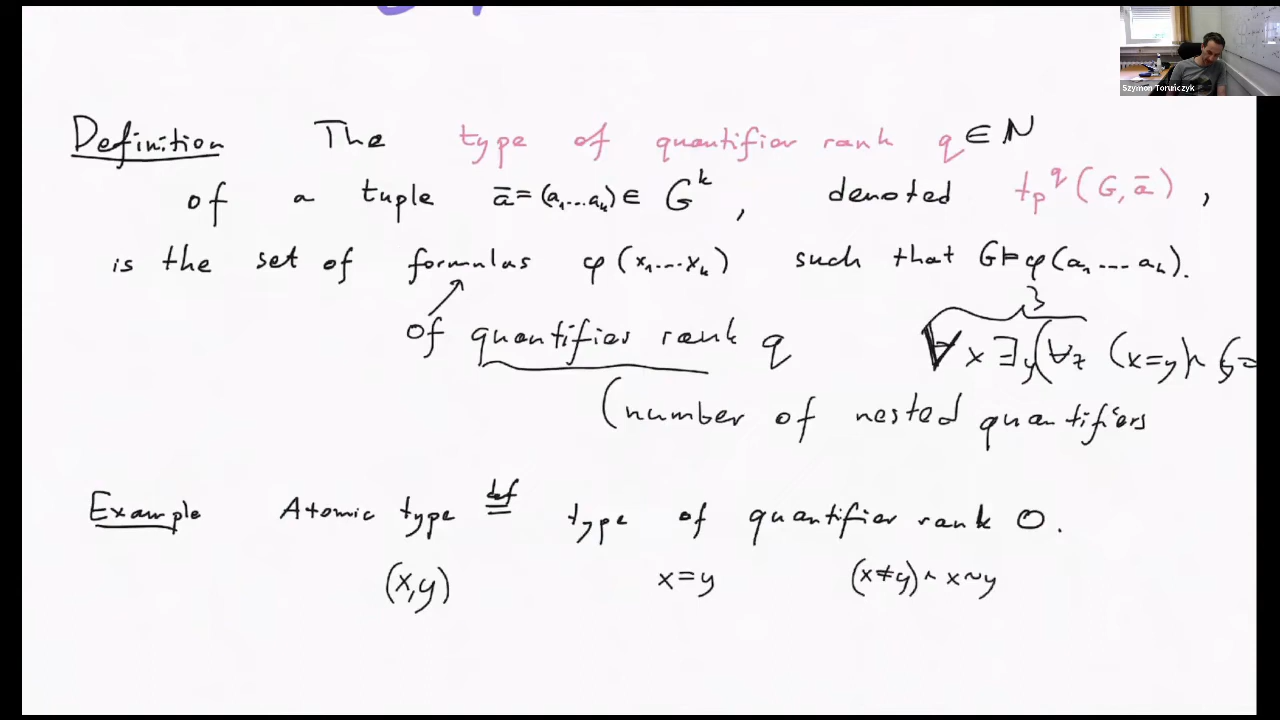 Szymon Toruńczyk
Definition The type of quantifier rank q∈ℕ
of a tuple ā=(a₁...aₖ)∈ Gᵏ, denoted tp^q(G,ā),
is the set of formulas φ(x₁...xₖ) such that G⊨φ(a₁...aₖ).
3
of quantifier rank q ∀x∃y(∀z (x=y)∧
(number of nested quantifiers
Example Atomic type ≝ type of quantifier rank 0.
(x,y) x=y (x≠y)∧x~y